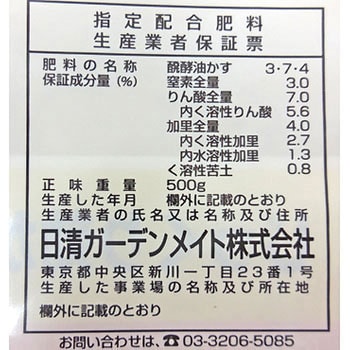 指定配合肥料
生産業者保証票
肥料の名称 醗酵油かす 3・7・4
保証成分量(%) 窒素全量 3.0
りん酸全量 7.0
内く溶性りん酸 5.6
加里全量 4.0
内く溶性加里 2.7
内水溶性加里 1.3
く溶性苦土 0.8
正味重量 500g
生産した年月 欄外に記載のとおり
生産業者の氏名又は名称及び住所
日清ガーデンメイト株式会社
東京都中央区新川一丁目23番1号
生産した事業場の名称及び所在地
欄外に記載のとおり
お問い合わせは、☎03-3206-5085